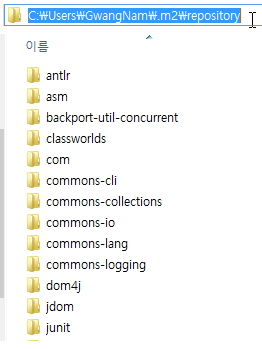 C:₩Users₩GwangNam₩.m2₩repository
이름
antlr
asm
backport-util-concurrent
classworlds
com
commons-cli
commons-collections
commons-io
commons-lang
commons-logging
dom4j
jdom
junit